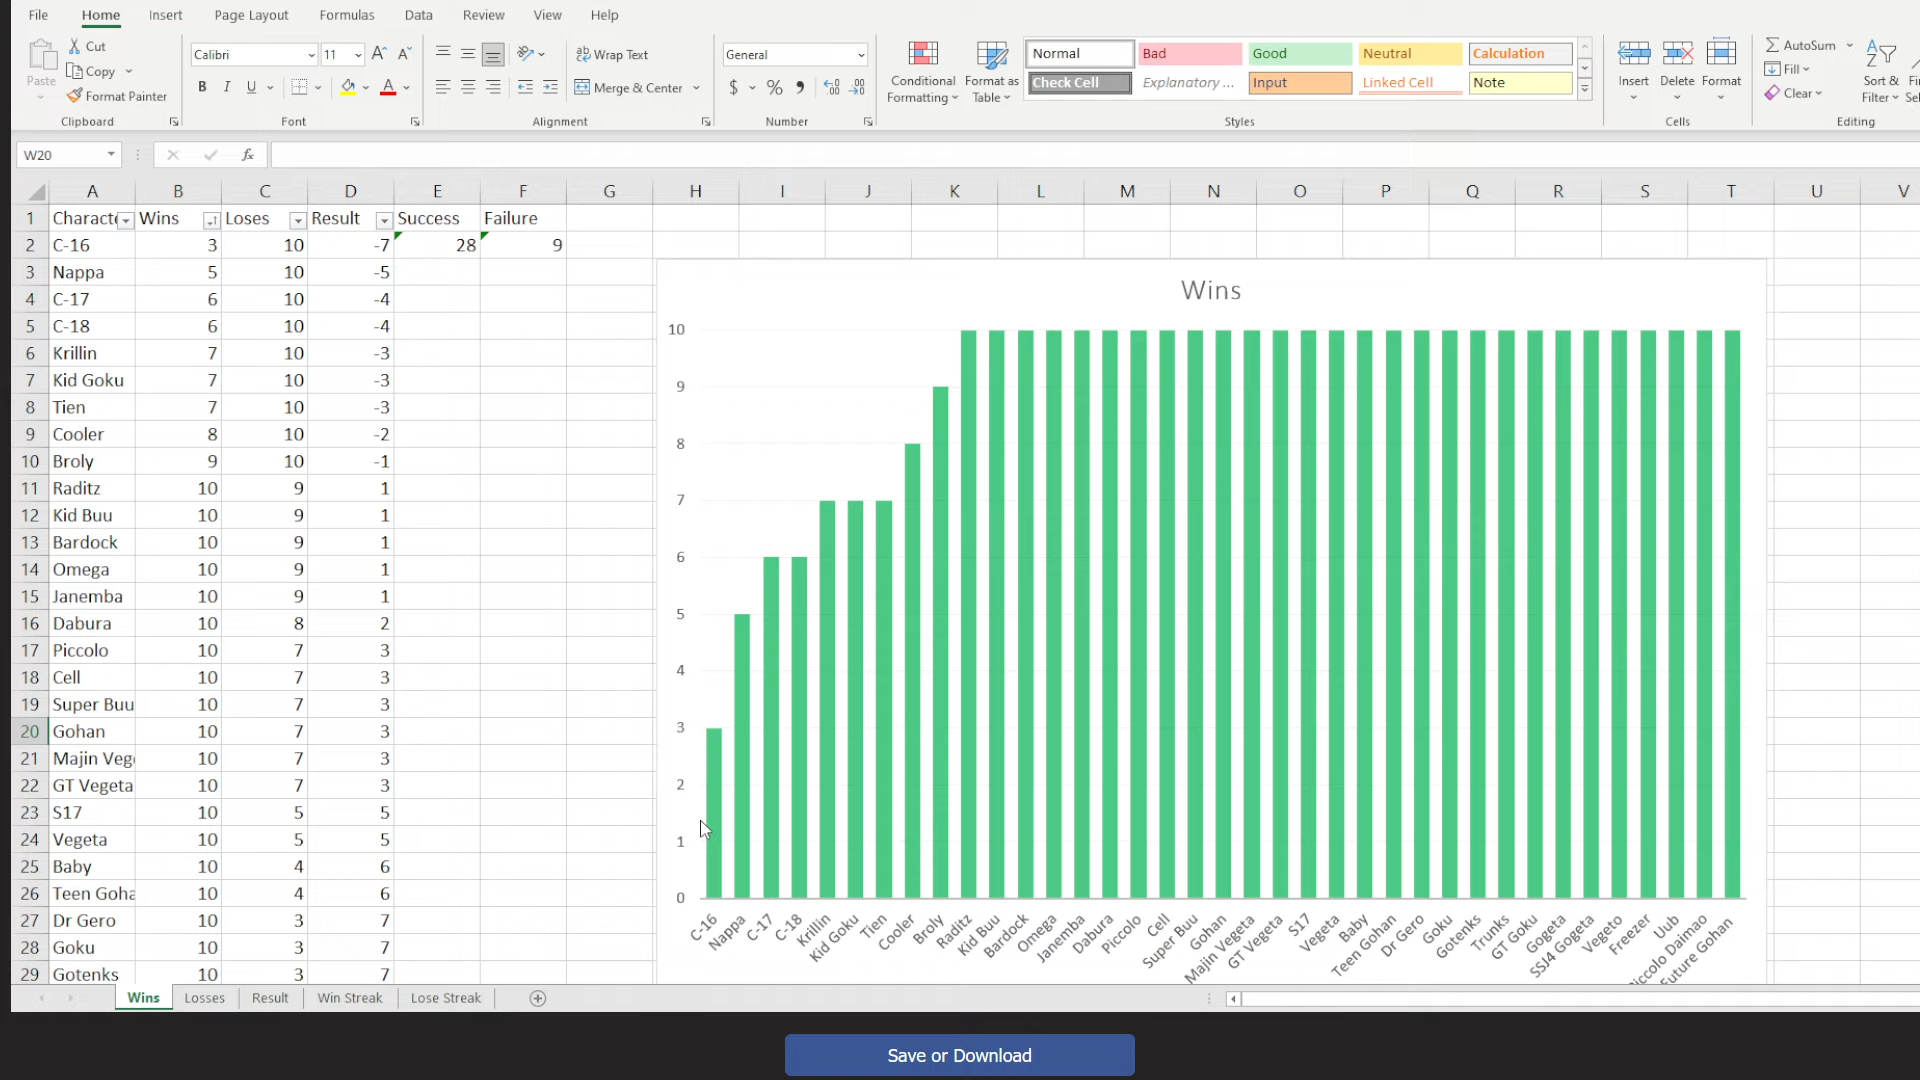 File Home Insert Page Layout Formulas Data Review View Help
Paste
Cut
Copy
Format Painter
Clipboard
Calibri 11
B I U
Font
Wrap Text
Merge & Center
Alignment
General
$ %
Number
Conditional Formatting
Format as Table
Normal Bad Good Neutral Calculation
Check Cell Explanatory ... Input Linked Cell Note
Styles
Insert Delete Format
Cells
AutoSum
Fill
Clear
Sort &
Filter
Editing
W20 fx
A B C D E F G H I J K L M N O P Q R S T U V
1 Characte Wins Loses Result Success Failure
2 C-16 3 10 -7 28 9
3 Nappa 5 10 -5
4 C-17 6 10 -4
5 C-18 6 10 -4
6 Krillin 7 10 -3
7 Kid Goku 7 10 -3
8 Tien 7 10 -3
9 Cooler 8 10 -2
10 Broly 9 10 -1
11 Raditz 10 9 1
12 Kid Buu 10 9 1
13 Bardock 10 9 1
14 Omega 10 9 1
15 Janemba 10 9 1
16 Dabura 10 8 2
17 Piccolo 10 7 3
18 Cell 10 7 3
19 Super Buu 10 7 3
20 Gohan 10 7 3
21 Majin Veg 10 7 3
22 GT Vegeta 10 7 3
23 S17 10 5 5
24 Vegeta 10 5 5
25 Baby 10 4 6
26 Teen Goha 10 4 6
27 Dr Gero 10 3 7
28 Goku 10 3 7
29 Gotenks 10 3 7
Wins
10
9
8
7
6
5
4
3
2
1
0
C-16 Nappa C-17 C-18 Krillin Kid Goku Tien Cooler Broly Raditz Kid Buu Bardock Omega Janemba Dabura Piccolo Cell Super Buu Gohan Majin Vegeta GT Vegeta S17 Vegeta Baby Teen Gohan Dr Gero Goku Gotenks Trunks GT Goku Gogeta SSJ4 Gogeta Vegeto Freezer Uub Piccolo Daimao Future Gohan
Wins Losses Result Win Streak Lose Streak
Save or Download